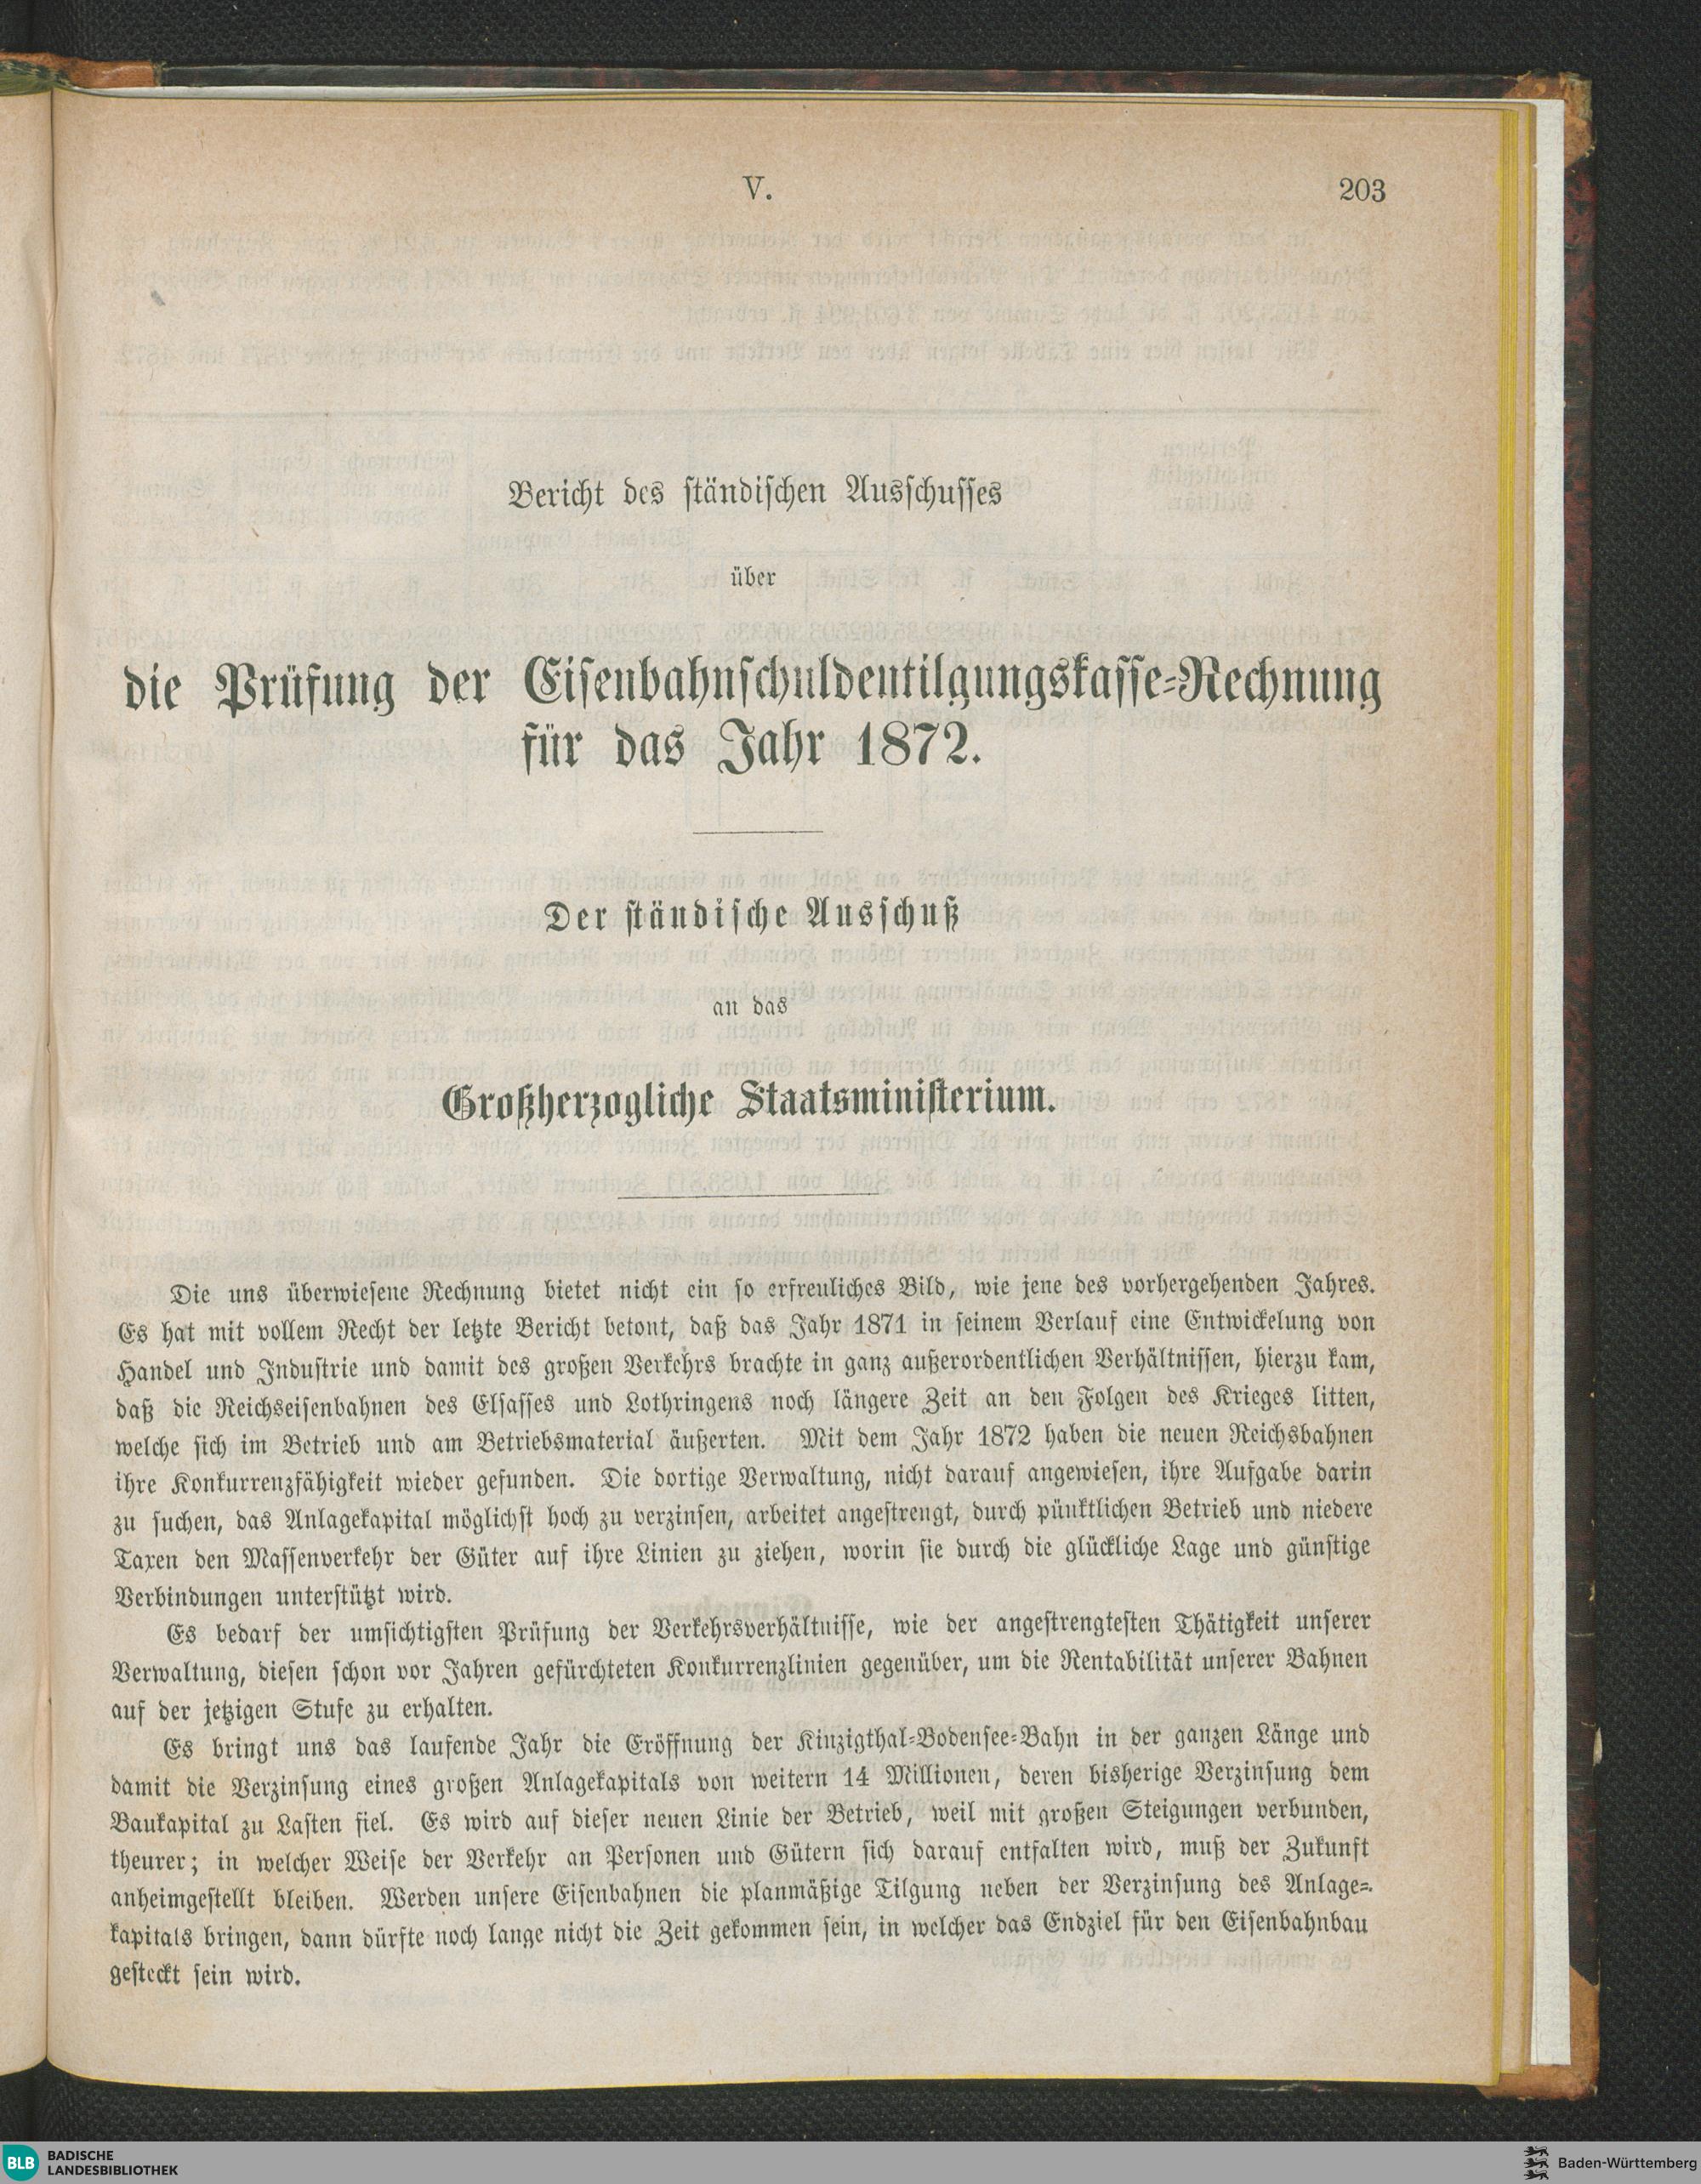 V.
203
Bericht des ständischen Ausschusses
über
die Prüfung der Eisenbahnschuldentilgungskasse-Rechnung
für das Jahr 1872.
Der ständische Ausschuß
an das
Großherzogliche Staatsministerium.
Die uns überwiesene Rechnung bietet nicht ein so erfreuliches Bild, wie jene des vorhergehenden Jahres.
Es hat mit vollem Recht der letzte Bericht betont, daß das Jahr 1871 in seinem Verlauf eine Entwickelung von
Handel und Industrie und damit des großen Verkehrs brachte in ganz außerordentlichen Verhältnissen, hierzu kam,
daß die Reichseisenbahnen des Elsasses und Lothringens noch längere Zeit an den Folgen des Krieges litten,
welche sich im Betrieb und am Betriebsmaterial äußerten. Mit dem Jahr 1872 haben die neuen Reichsbahnen
ihre Konkurrenzfähigkeit wieder gefunden. Die dortige Verwaltung, nicht darauf angewiesen, ihre Aufgabe darin
zu suchen, das Anlagekapital möglichst hoch zu verzinsen, arbeitet angestrengt, durch pünktlichen Betrieb und niedere
Taxen den Massenverkehr der Güter auf ihre Linien zu ziehen, worin sie durch die glückliche Lage und günstige
Verbindungen unterstützt wird.
Es bedarf der umsichtigsten Prüfung der Verkehrsverhältnisse, wie der angestrengtesten Thätigkeit unserer
Verwaltung, diesen schon vor Jahren gefürchteten Konkurrenzlinien gegenüber, um die Rentabilität unserer Bahnen
auf der jetzigen Stufe zu erhalten.
Es bringt uns das laufende Jahr die Eröffnung der Kinzigthal-Bodensee-Bahn in der ganzen Länge und
damit die Verzinsung eines großen Anlagekapitals von weitern 14 Millionen, deren bisherige Verzinsung dem
Baukapital zu Lasten fiel. Es wird auf dieser neuen Linie der Betrieb, weil mit großen Steigungen verbunden,
theurer; in welcher Weise der Verkehr an Personen und Gütern sich darauf entfalten wird, muß der Zukunft
anheimgestellt bleiben. Werden unsere Eisenbahnen die planmäßige Tilgung neben der Verzinsung des Anlage-
kapitals bringen, dann dürfte noch lange nicht die Zeit gekommen sein, in welcher das Endziel für den Eisenbahnbau
gesteckt sein wird.
BLB BADISCHE
LANDESBIBLIOTHEK
Baden-Württemberg